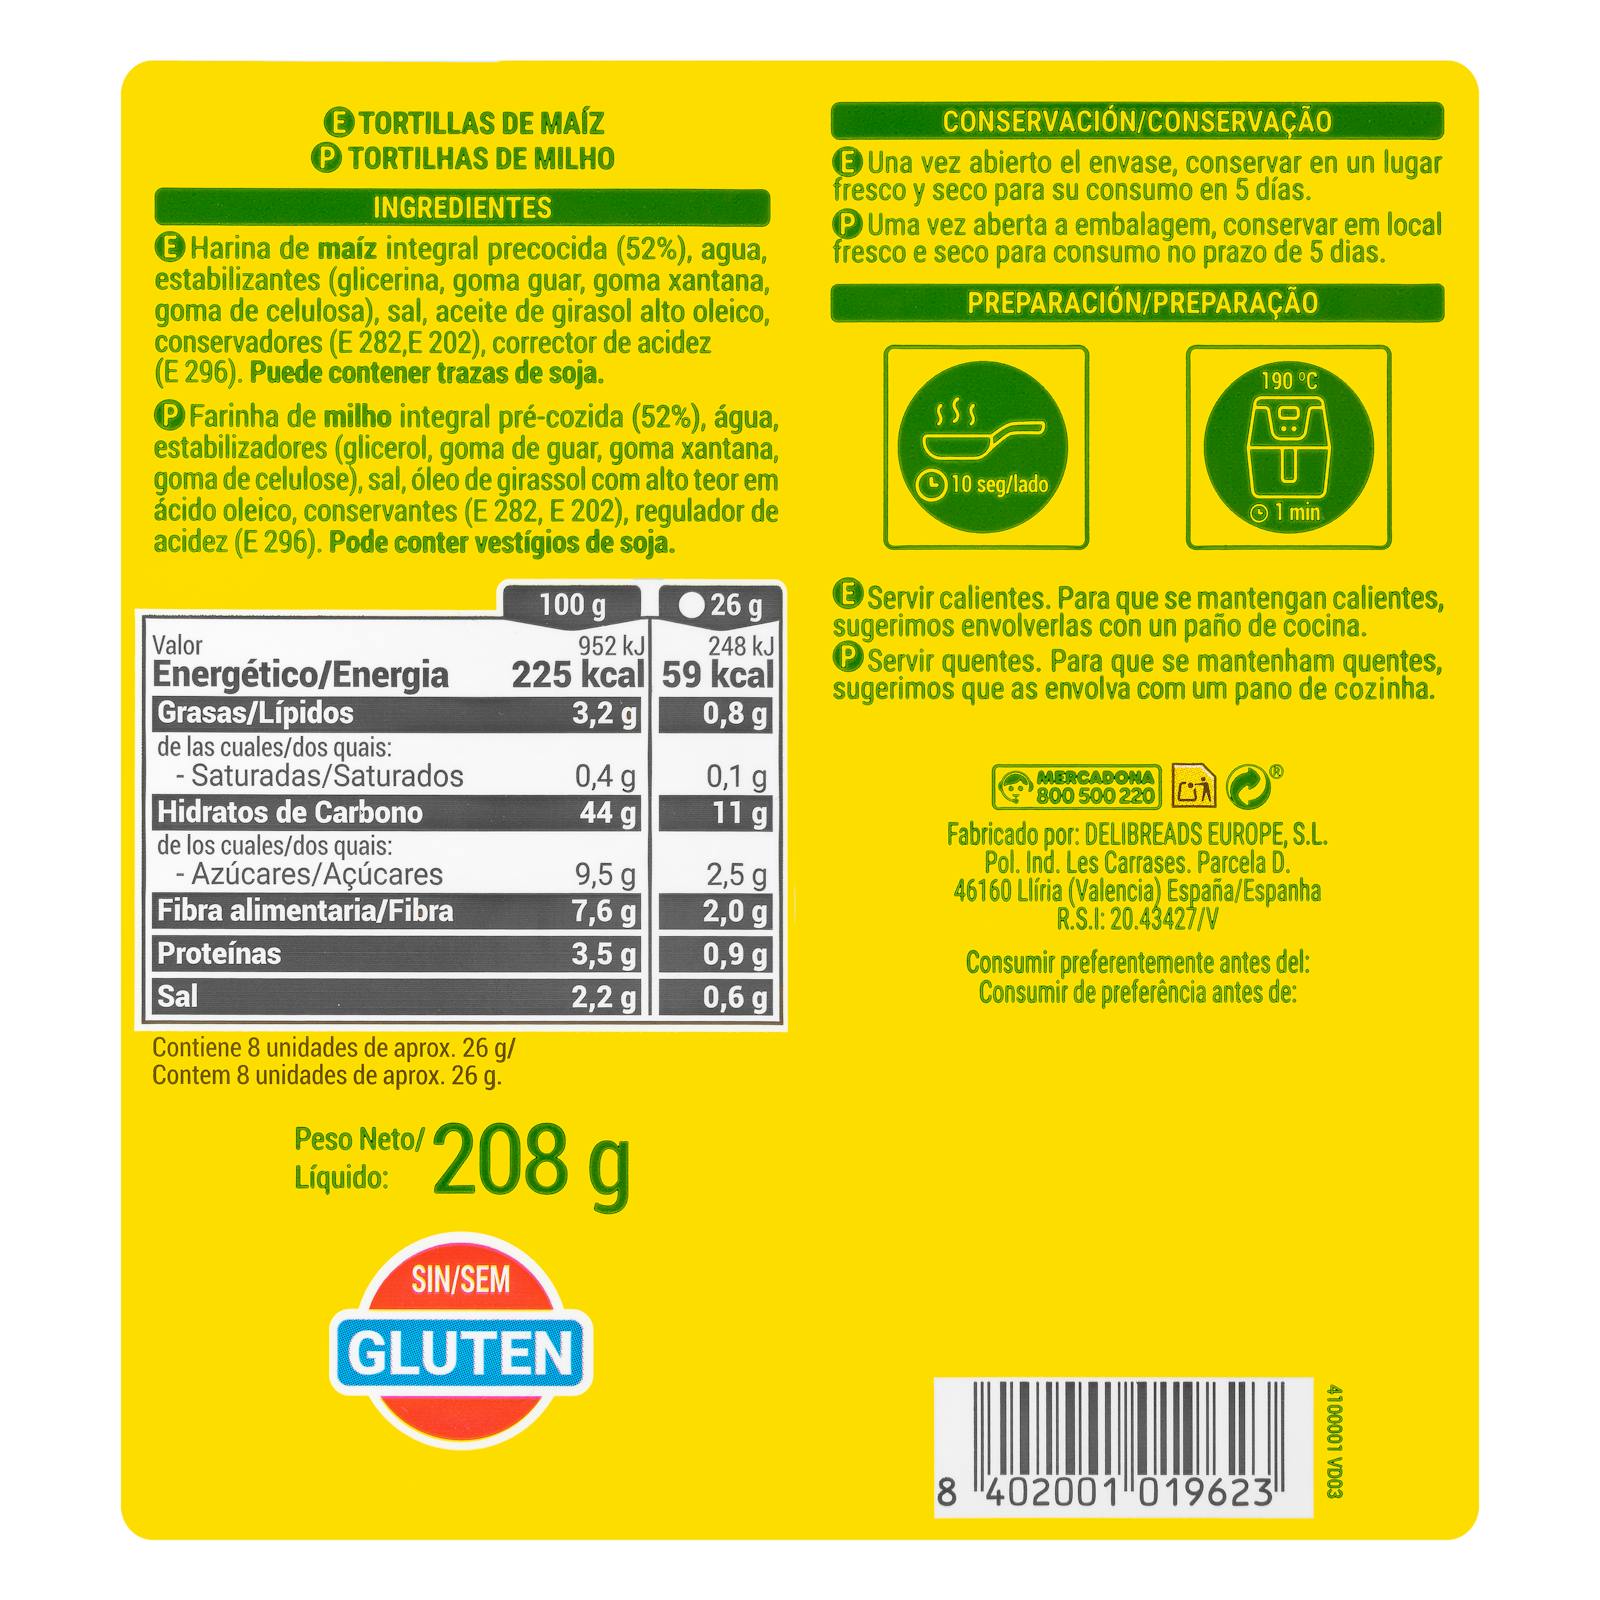 E TORTILLAS DE MAÍZ
P TORTILHAS DE MILHO
INGREDIENTES
E Harina de maíz integral precocida (52%), agua,
estabilizantes (glicerina, goma guar, goma xantana,
goma de celulosa), sal, aceite de girasol alto oleico,
conservadores (E 282,E 202), corrector de acidez
(E 296). Puede contener trazas de soja.
P Farinha de milho integral pré-cozida (52%), água,
estabilizadores (glicerol, goma de guar, goma xantana,
goma de celulose), sal, óleo de girassol com alto teor em
ácido oleico, conservantes (E 282, E 202), regulador de
acidez (E 296). Pode conter vestígios de soja.
100 g 26 g
Valor 952 kJ 248 kJ
Energético/Energia 225 kcal 59 kcal
Grasas/Lípidos 3,2 g 0,8 g
de las cuales/dos quais:
- Saturadas/Saturados 0,4 g 0,1 g
Hidratos de Carbono 44 g 11 g
de los cuales/dos quais:
- Azúcares/Açúcares 9,5 g 2,5 g
Fibra alimentaria/Fibra 7,6 g 2,0 g
Proteínas 3,5 g 0,9 g
Sal 2,2 g 0,6 g
Contiene 8 unidades de aprox. 26 g/
Contem 8 unidades de aprox. 26 g.
Peso Neto/
Líquido: 208 g
SIN/SEM
GLUTEN
CONSERVACIÓN/CONSERVAÇÃO
E Una vez abierto el envase, conservar en un lugar
fresco y seco para su consumo en 5 días.
P Uma vez aberta a embalagem, conservar em local
fresco e seco para consumo no prazo de 5 dias.
PREPARACIÓN/PREPARAÇÃO
10 seg/lado
190 ºC
1 min
E Servir calientes. Para que se mantengan calientes,
sugerimos envolverlas con un paño de cocina.
P Servir quentes. Para que se mantenham quentes,
sugerimos que as envolva com um pano de cozinha.
MERCADONA
800 500 220
®
Fabricado por: DELIBREADS EUROPE, S.L.
Pol. Ind. Les Carrases. Parcela D.
46160 Llíria (Valencia) España/Espanha
R.S.I: 20.43427/V
Consumir preferentemente antes del:
Consumir de preferência antes de:
8 402001 019623
4100001 VD03